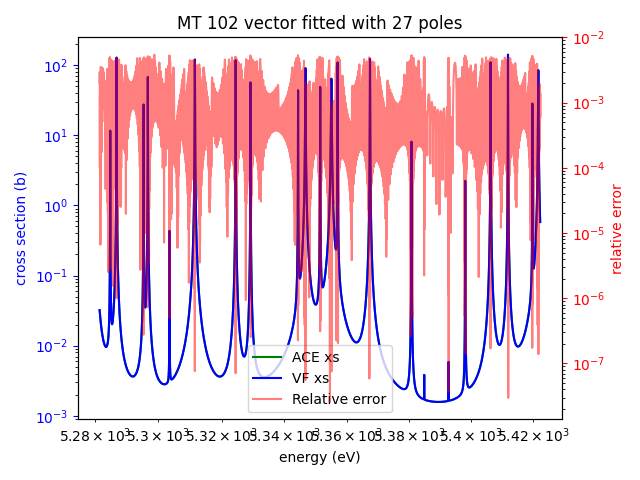 MT 102 vector fitted with 27 poles
10²
10¹
10⁰
10⁻¹
10⁻²
10⁻³
cross section (b)
10⁻²
10⁻³
10⁻⁴
10⁻⁵
10⁻⁶
10⁻⁷
relative error
ACE xs
VF xs
Relative error
5.28 × 10³ 5.3 × 10³ 5.32 × 10³ 5.34 × 10³ 5.36 × 10³ 5.38 × 10³ 5.4 × 10³ 5.42 × 10³
energy (eV)